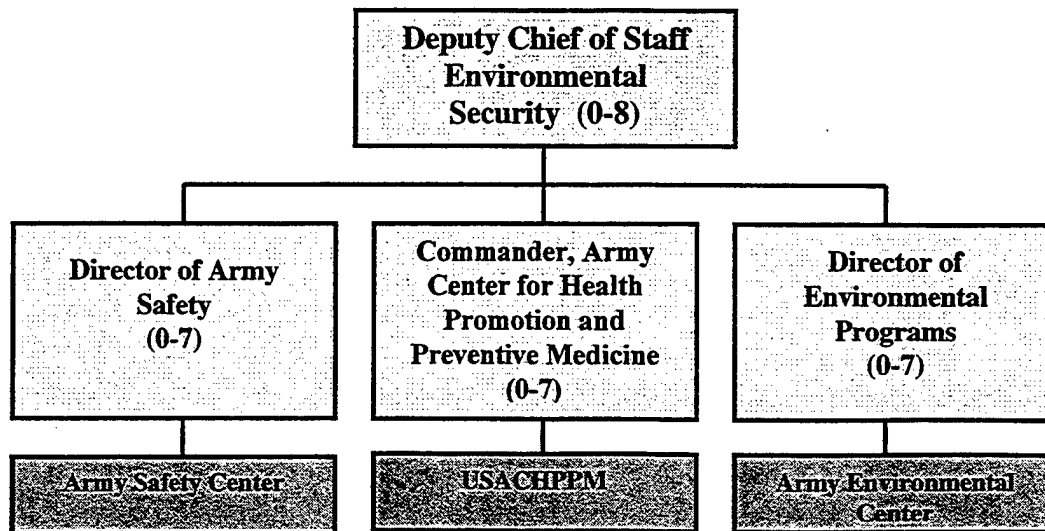 Deputy Chief of Staff
Environmental
Security (0-8)
Director of Army
Safety
(0-7)
Commander, Army
Center for Health
Promotion and
Preventive Medicine
(0-7)
Director of
Environmental
Programs
(0-7)
Army Safety Center
USACHPPM
Army Environmental
Center